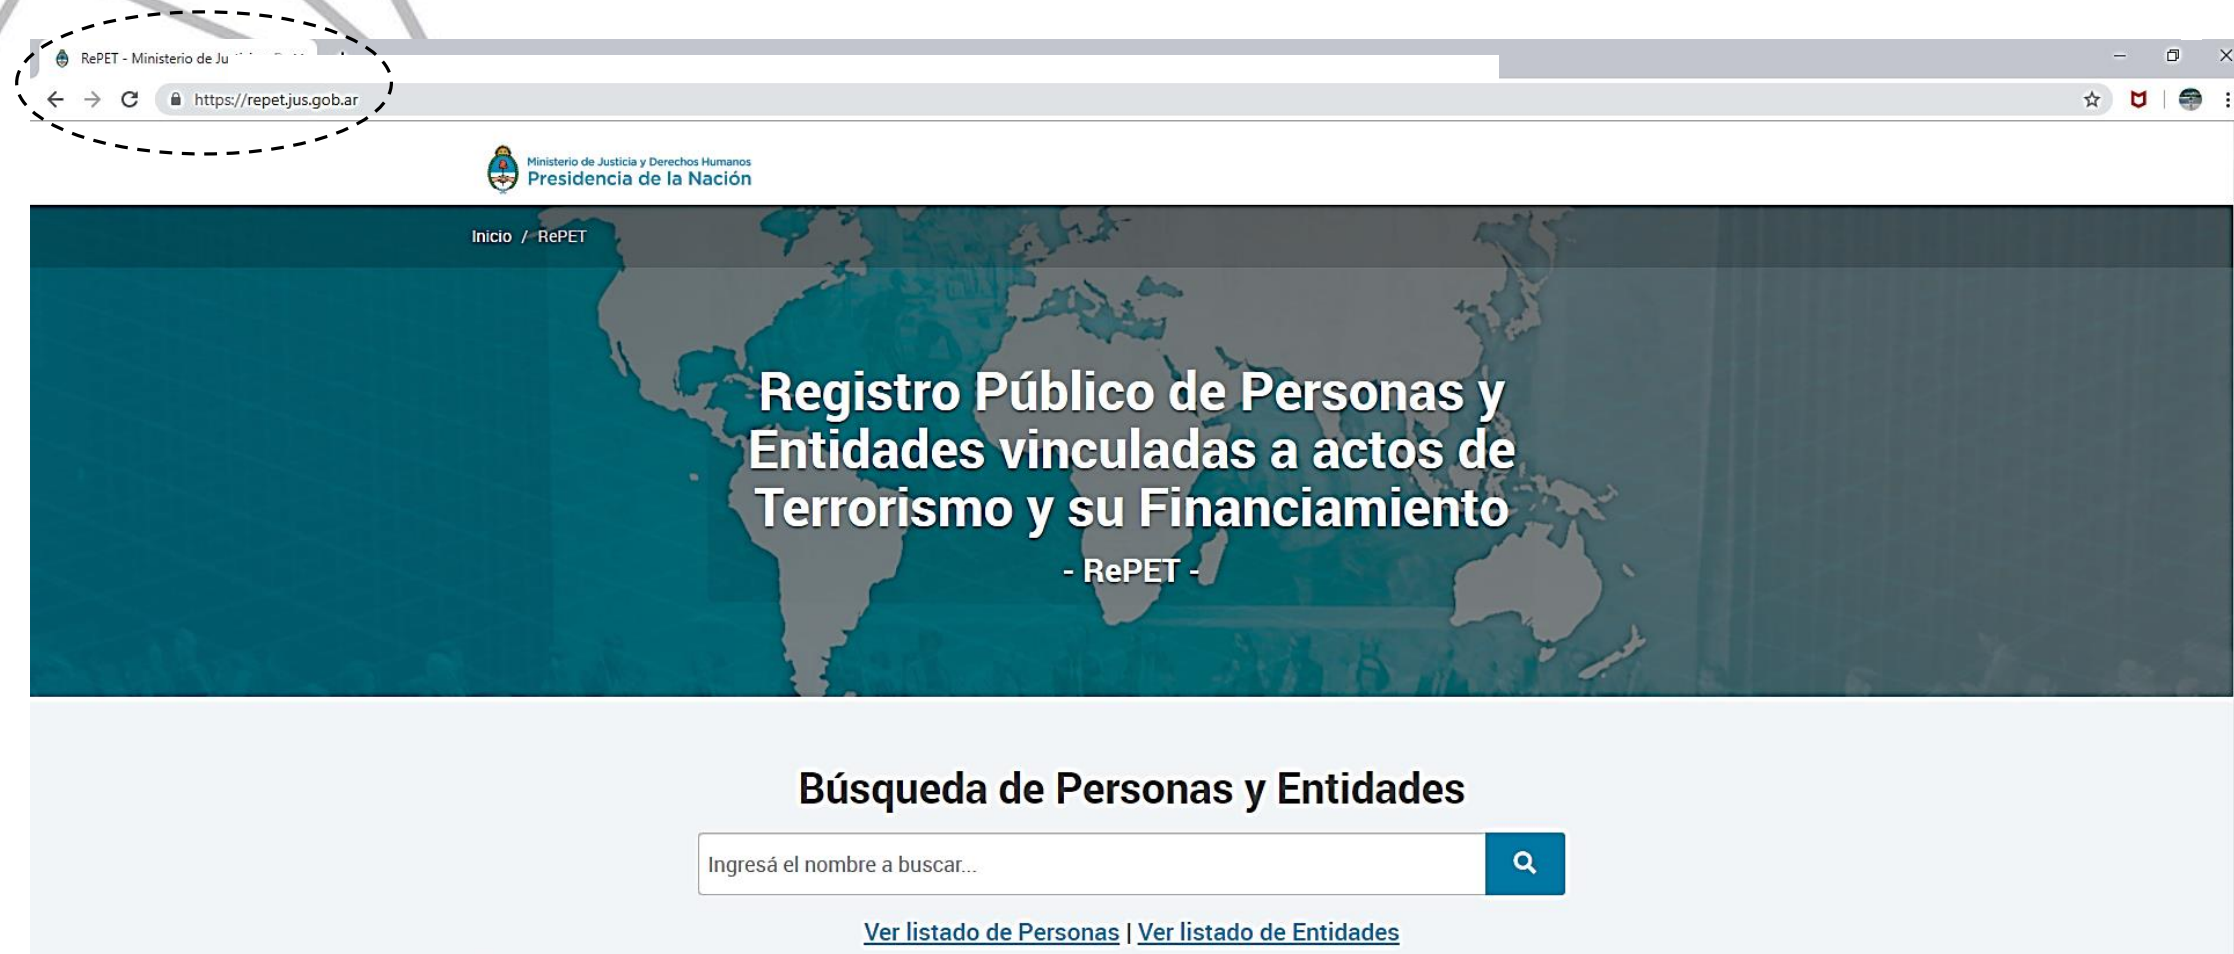 RePET - Ministerio de Ju
https://repet.jus.gob.ar
Ministerio de Justicia y Derechos Humanos
Presidencia de la Nación
Inicio / RePET
Registro Público de Personas y
Entidades vinculadas a actos de
Terrorismo y su Financiamiento
- RePET -
Búsqueda de Personas y Entidades
Ingresá el nombre a buscar...
Ver listado de Personas | Ver listado de Entidades